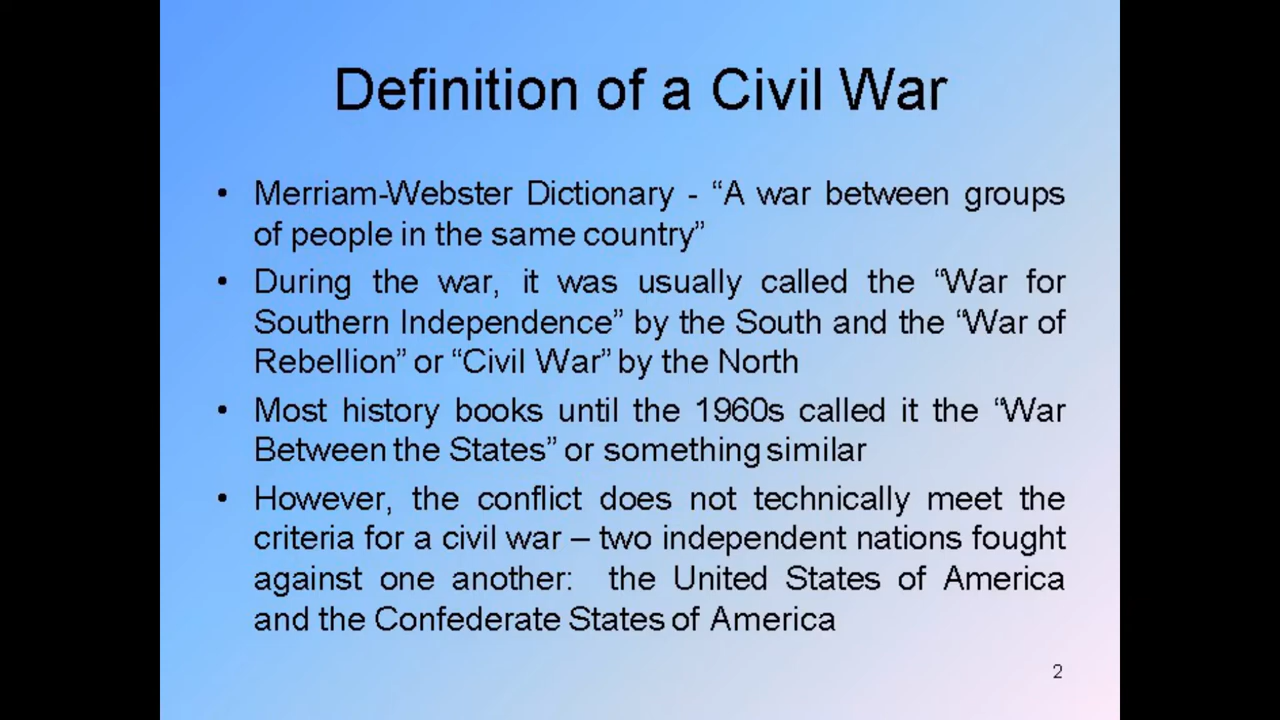 Definition of a Civil War
• Merriam-Webster Dictionary - “A war between groups
of people in the same country”
• During the war, it was usually called the “War for
Southern Independence” by the South and the “War of
Rebellion” or “Civil War” by the North
• Most history books until the 1960s called it the “War
Between the States” or something similar
• However, the conflict does not technically meet the
criteria for a civil war – two independent nations fought
against one another: the United States of America
and the Confederate States of America
2